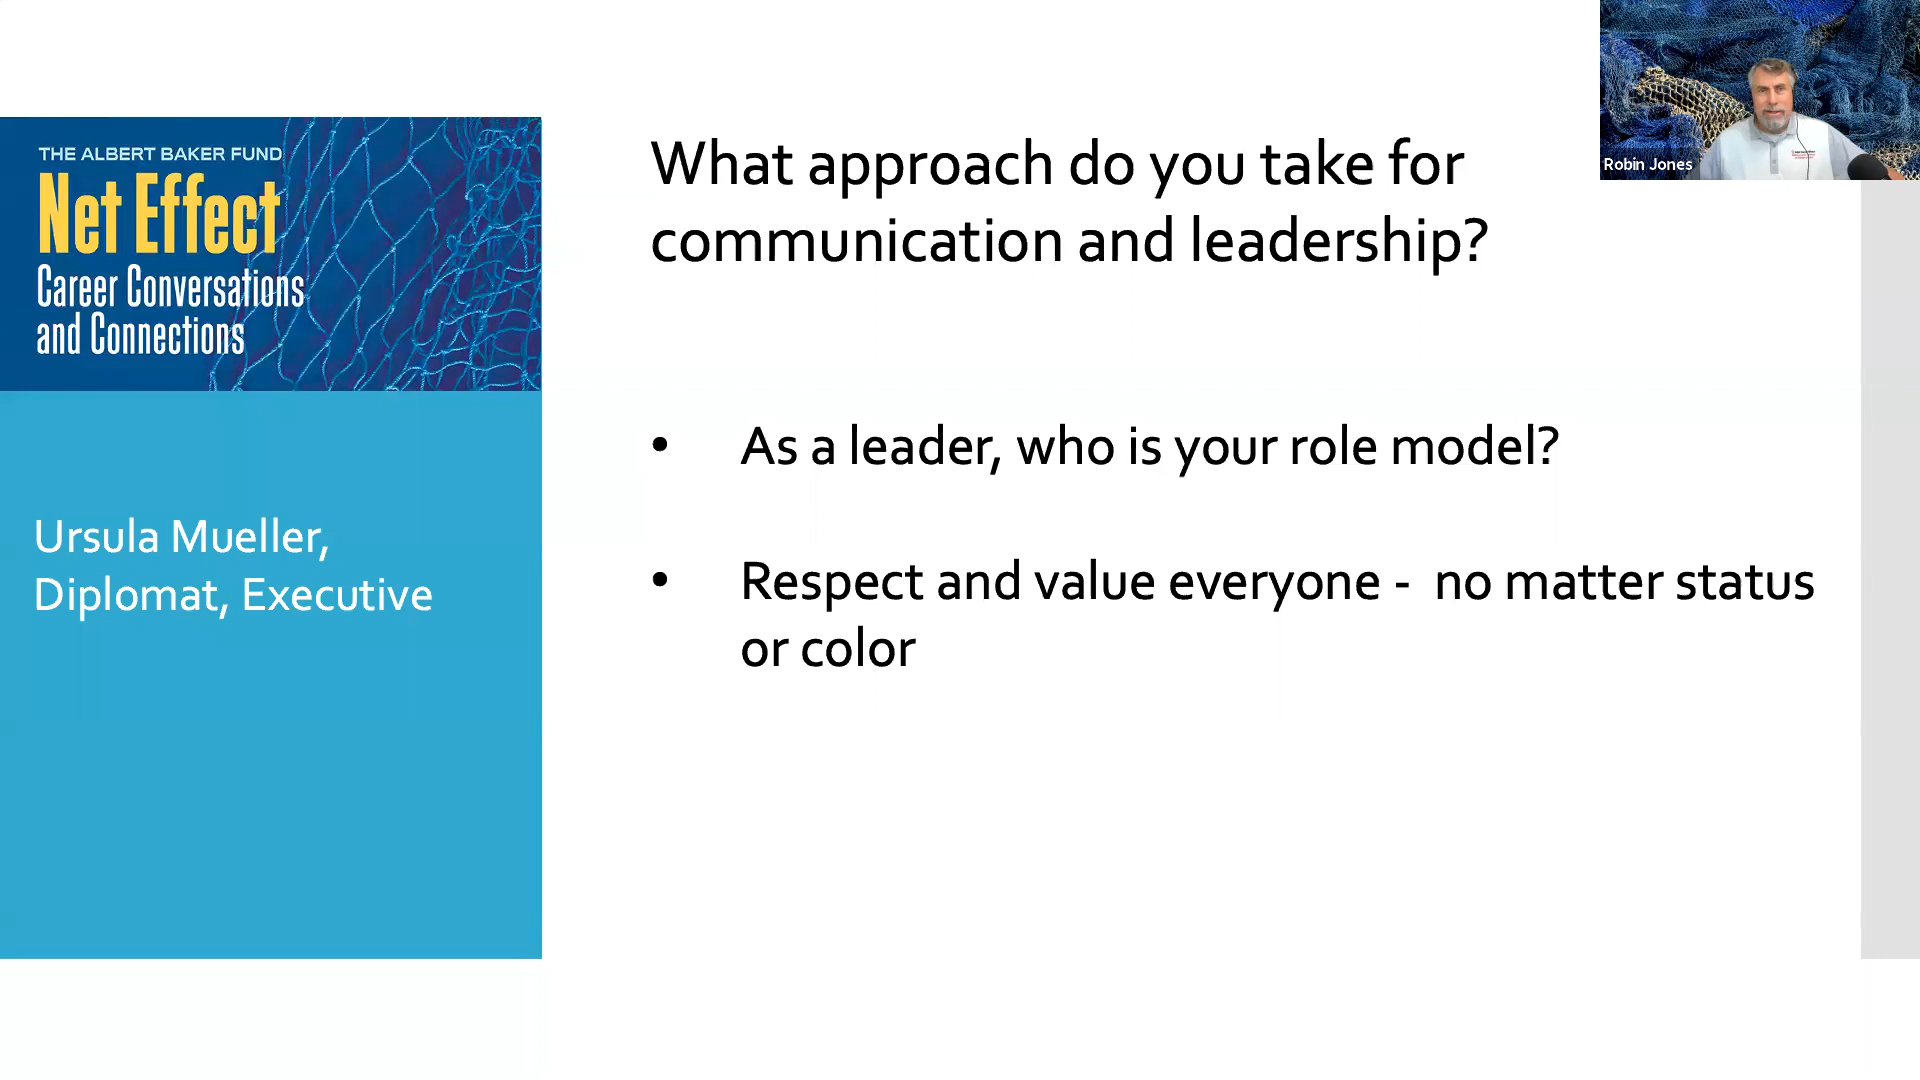 THE ALBERT BAKER FUND
Net Effect
Career Conversations
and Connections
Ursula Mueller,
Diplomat, Executive
What approach do you take for
communication and leadership?
• As a leader, who is your role model?
• Respect and value everyone -  no matter status
or color
Robin Jones